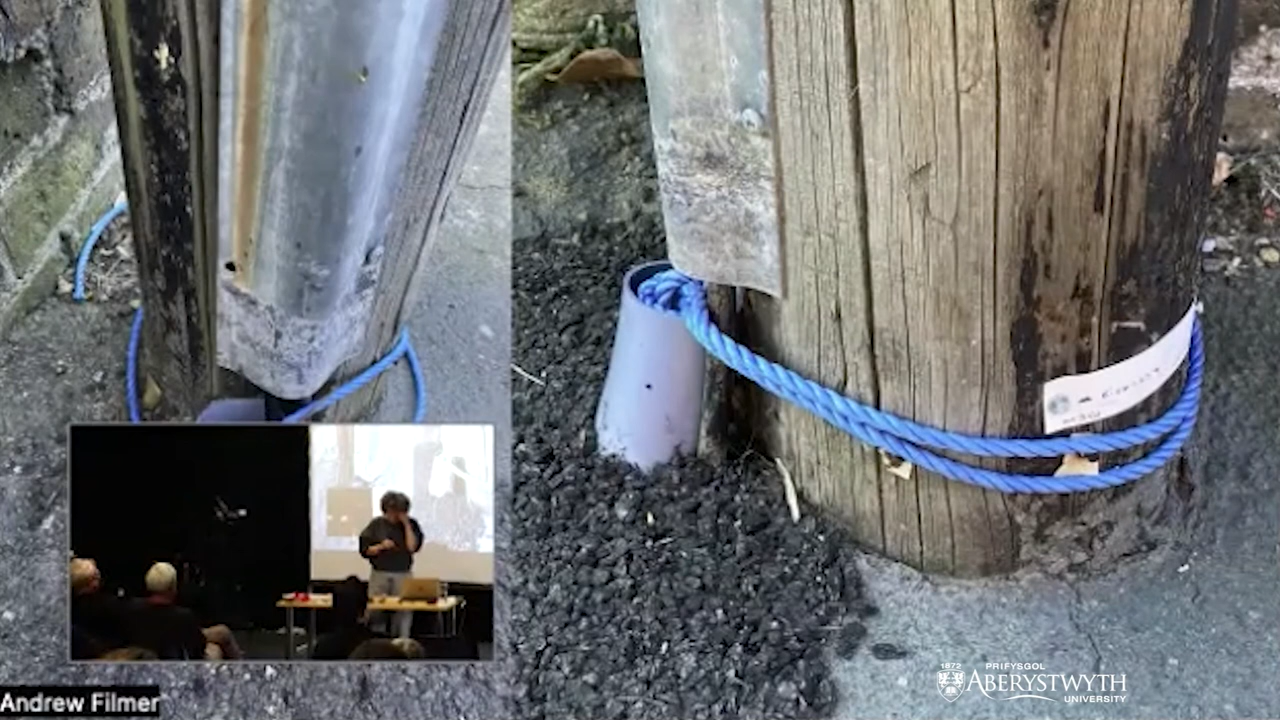 Andrew Filmer
1872
PRIFYSGOL
ABERYSTWYTH
UNIVERSITY